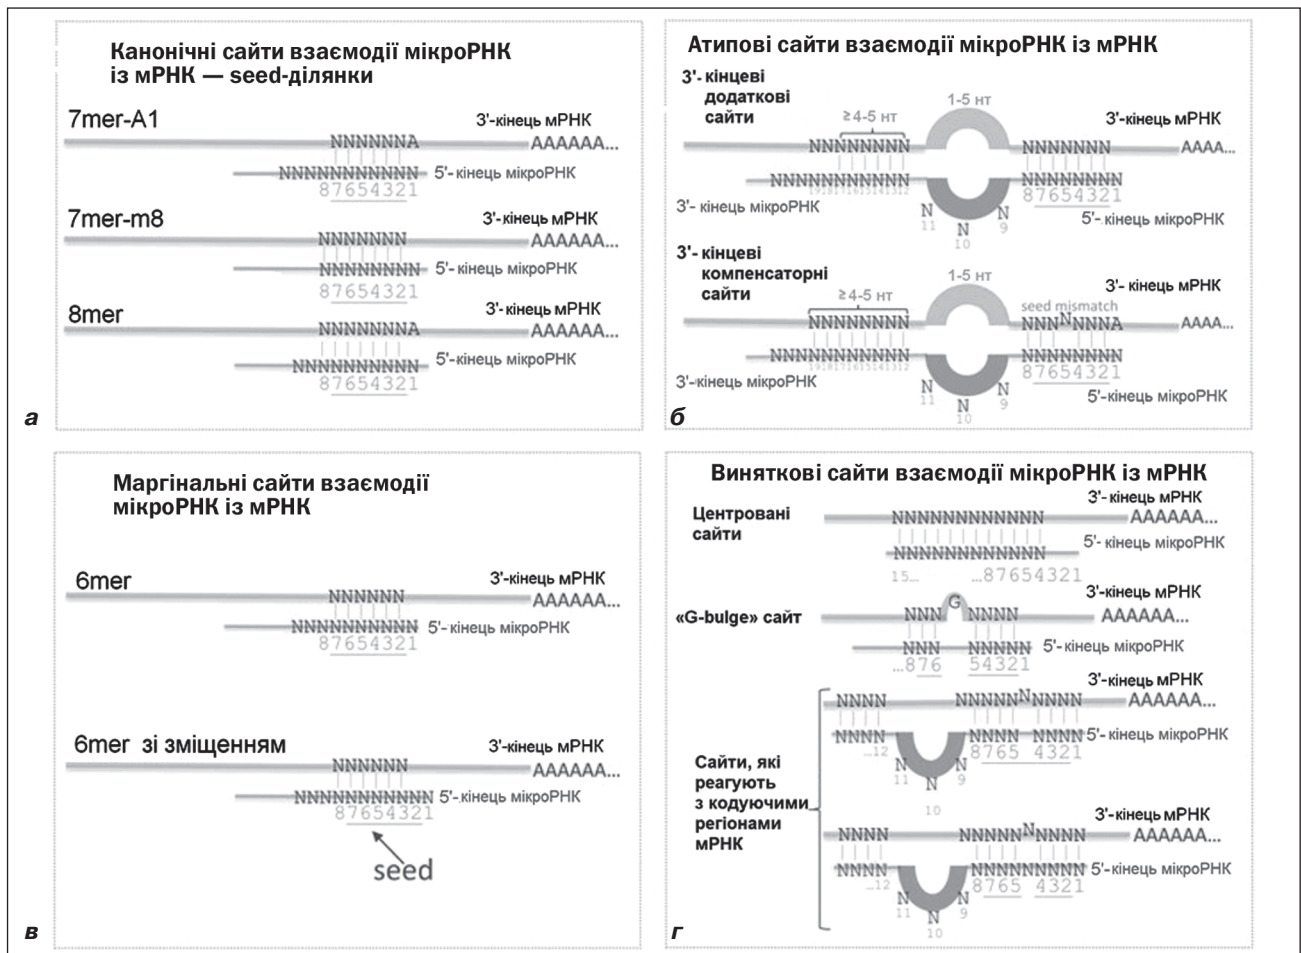 Канонічні сайти взаємодії мікроРНК
із мРНК — seed-ділянки
7mer-A1
3'-кінець мРНК
NNNNNNNA
AAAAAA...
NNNNNNNNNNN
5'- кінець мікроРНК
87654321
7mer-m8
3'-кінець мРНК
NNNNNNN
AAAAAA...
NNNNNNNN
5'- кінець мікроРНК
87654321
8mer
3'-кінець мРНК
NNNNNNNA
AAAAAA...
NNNNNNNNNN
5'-кінець мікроРНК
87654321
а
Атипові сайти взаємодії мікроРНК із мРНК
3'- кінцеві
додаткові
сайти
1-5 нт
≥4-5 нт
3'-кінець мРНК
NNNNNNNN
NNNNNNN
AAAA...
NNNNNNNNNNN
NNNNNNNN
1918171615141312
87654321
3'- кінець мікроРНК
N
N
N
11
10
9
5'-кінець мікроРНК
3'- кінцеві
компенсаторні
сайти
1-5 нт
≥4-5 нт
3'- кінець мРНК
seed mismatch
NNNNNNNN
NNNNNNNA
AAAA...
NNNNNNNNNNN
NNNNNNNN
1918171615141312
87654321
3'-кінець мікроРНК
N
N
N
11
10
9
5'-кінець мікроРНК
б
Маргінальні сайти взаємодії
мікроРНК із мРНК
6mer
3'-кінець мРНК
NNNNNN
AAAAAA...
NNNNNNNNNN
5'-кінець мікроРНК
87654321
6mer зі зміщенням
3'-кінець мРНК
NNNNNN
AAAAAA...
NNNNNNNNNNN
5'-кінець мікроРНК
87654321
seed
в
Виняткові сайти взаємодії мікроРНК із мРНК
Центровані
сайти
3'-кінець мРНК
NNNNNNNNNNNN
AAAAAA...
NNNNNNNNNNNN
5'- кінець мікроРНК
15... ...87654321
«G-bulge» сайт
3'-кінець мРНК
NNN G NNNN
AAAAAA...
NNN NNNNN
5'-кінець мікроРНК
...876 54321
Сайти, які
реагують
з кодуючими
регіонами
мРНК
3'-кінець мРНК
NNNN
NNNNNNNNNN
AAAAAA...
NNNN
NNNN NNNN
5'-кінець мікроРНК
...12
8765 4321
N
N
N
11
10
9
3'-кінець мРНК
NNNN
NNNNNNNNNN
AAAAAA...
NNNN
NNNNNNNNN
5'-кінець мікроРНК
...12
8765 4321
N
N
N
11
10
9
г